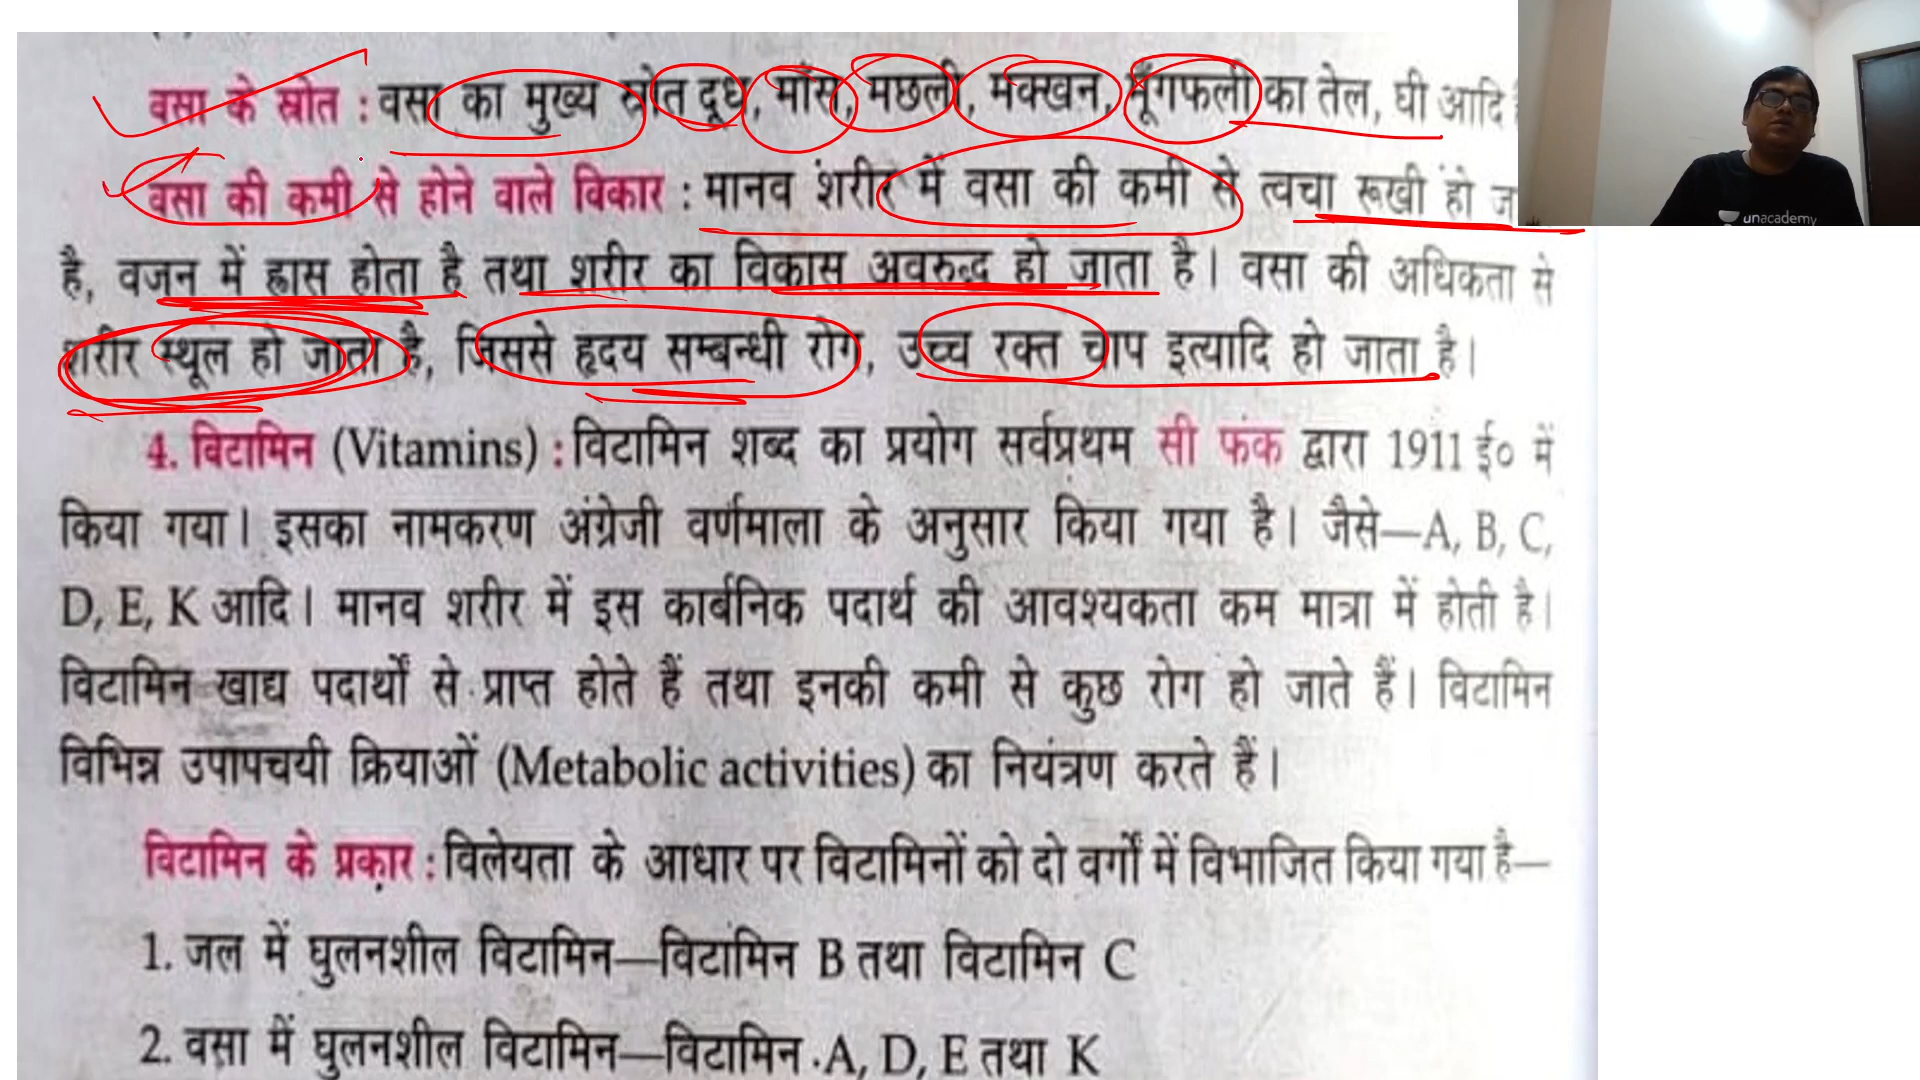 वसा के स्रोत : वसा का मुख्य स्रोत दूध, माँस, मछली, मक्खन, मूँगफली का तेल, घी आदि
वसा की कमी से होने वाले विकार : मानव शरीर में वसा की कमी से त्वचा रूखी हो
है, वजन में ह्रास होता है तथा शरीर का विकास अवरुद्ध हो जाता है। वसा की अधिकता से
शरीर स्थूल हो जाता है, जिससे हृदय सम्बन्धी रोग, उच्च रक्त चाप इत्यादि हो जाता है।
4. विटामिन (Vitamins) : विटामिन शब्द का प्रयोग सर्वप्रथम सी फंक द्वारा 1911 ई० में
किया गया। इसका नामकरण अंग्रेजी वर्णमाला के अनुसार किया गया है। जैसे—A, B, C,
D, E, K आदि। मानव शरीर में इस कार्बनिक पदार्थ की आवश्यकता कम मात्रा में होती है।
विटामिन खाद्य पदार्थों से प्राप्त होते हैं तथा इनकी कमी से कुछ रोग हो जाते हैं। विटामिन
विभिन्न उपापचयी क्रियाओं (Metabolic activities) का नियंत्रण करते हैं।
विटामिन के प्रकार : विलेयता के आधार पर विटामिनों को दो वर्गों में विभाजित किया गया है—
1. जल में घुलनशील विटामिन—विटामिन B तथा विटामिन C
2. वसा में घुलनशील विटामिन—विटामिन A, D, E तथा K
unacademy